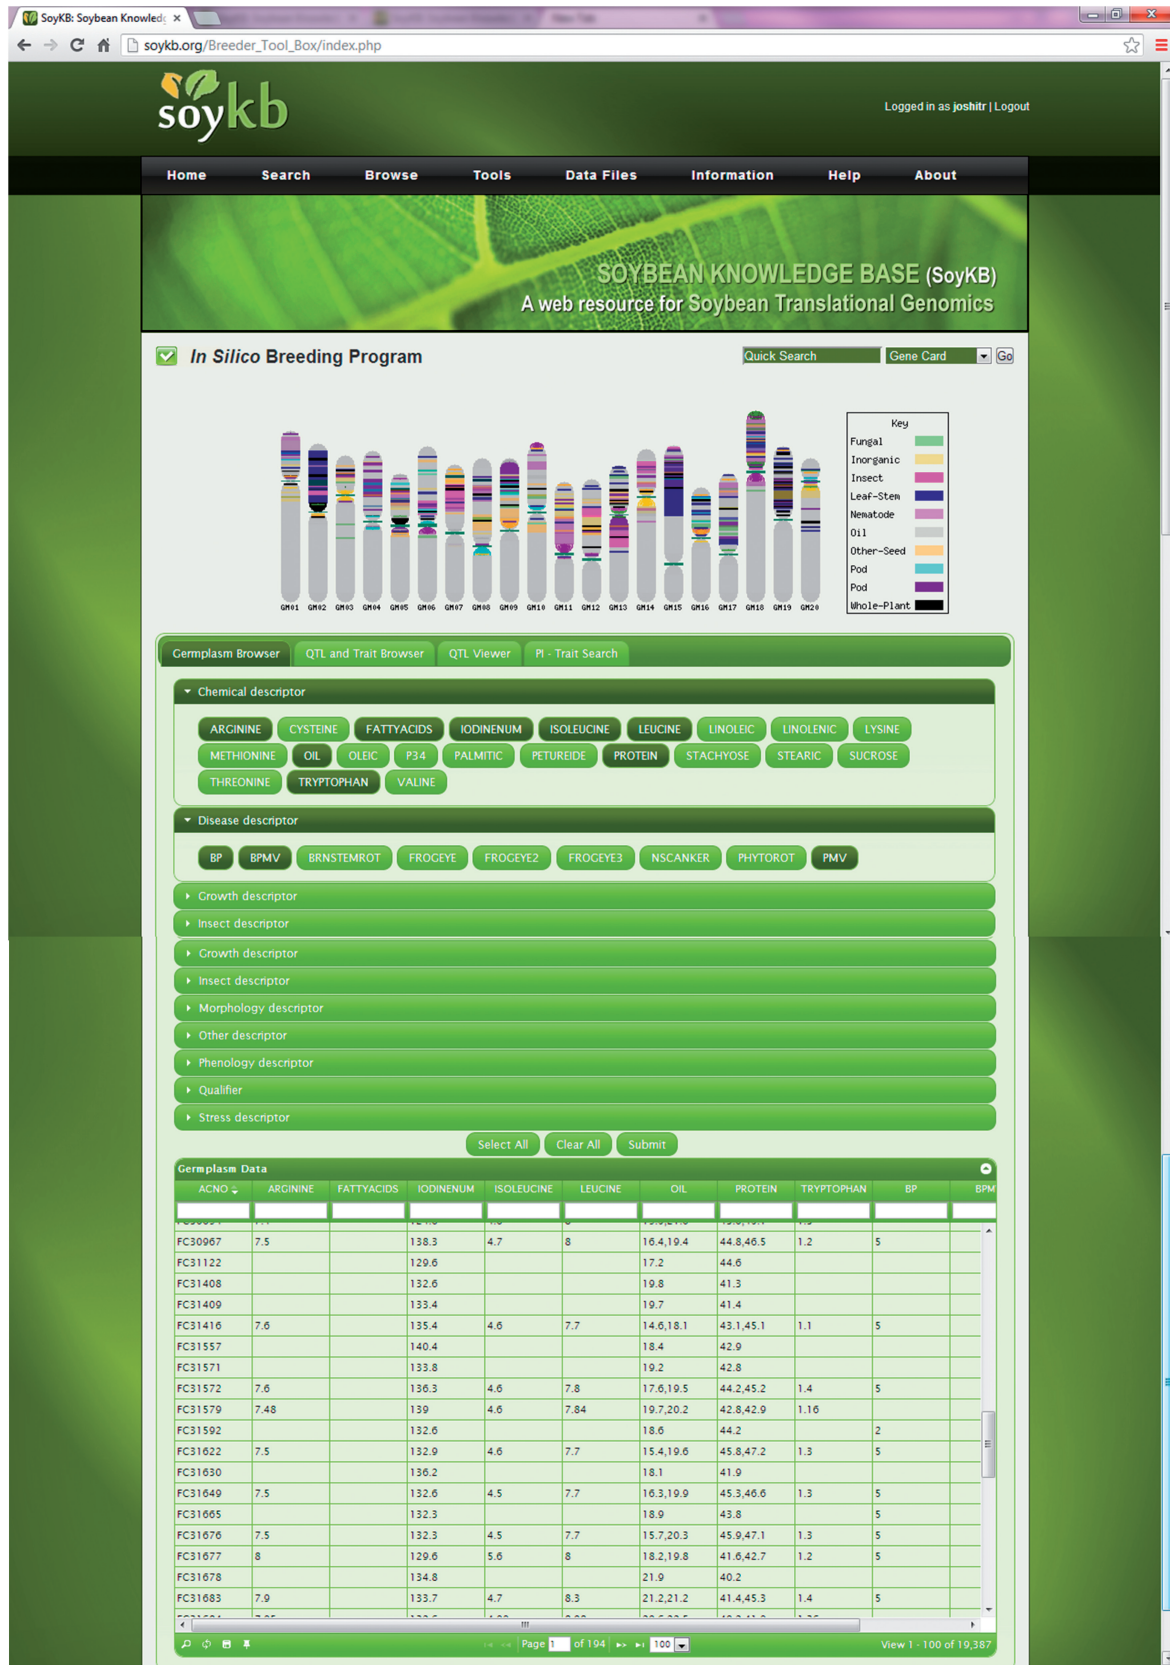 SoyKB: Soybean Knowledg ×
soykb.org/Breeder_Tool_Box/index.php
soykb
Logged in as joshitr | Logout
Home Search Browse Tools Data Files Information Help About
SOYBEAN KNOWLEDGE BASE (SoyKB)
A web resource for Soybean Translational Genomics
In Silico Breeding Program
Quick Search Gene Card Go
Key
Fungal
Inorganic
Insect
Leaf-Stem
Nematode
Oil
Other-Seed
Pod
Pod
Whole-Plant
GM01 GM02 GM03 GM04 GM05 GM06 GM07 GM08 GM09 GM10 GM11 GM12 GM13 GM14 GM15 GM16 GM17 GM18 GM19 GM20
Germplasm Browser QTL and Trait Browser QTL Viewer PI - Trait Search
Chemical descriptor
ARGININE CYSTEINE FATTYACIDS IODINENUM ISOLEUCINE LEUCINE LINOLEIC LINOLENIC LYSINE
METHIONINE OIL OLEIC P34 PALMITIC PETUREIDE PROTEIN STACHYOSE STEARIC SUCROSE
THREONINE TRYPTOPHAN VALINE
Disease descriptor
BP BPMV BRNSTEMROT FROGEYE FROGEYE2 FROGEYE3 NSCANKER PHYTOROT PMV
Growth descriptor
Insect descriptor
Growth descriptor
Insect descriptor
Morphology descriptor
Other descriptor
Phenology descriptor
Qualifier
Stress descriptor
Select All Clear All Submit
Germplasm Data
ACNO ARGININE FATTYACIDS IODINENUM ISOLEUCINE LEUCINE OIL PROTEIN TRYPTOPHAN BP BPM
FC30967 7.5 138.3 4.7 8 16.4,19.4 44.8,46.5 1.2 5
FC31122 129.6 17.2 44.6
FC31408 132.6 19.8 41.3
FC31409 133.4 19.7 41.4
FC31416 7.6 135.4 4.6 7.7 14.6,18.1 43.1,45.1 1.1 5
FC31557 140.4 18.4 42.9
FC31571 133.8 19.2 42.8
FC31572 7.6 136.3 4.6 7.8 17.6,19.5 44.2,45.2 1.4 5
FC31579 7.48 139 4.6 7.84 19.7,20.2 42.8,42.9 1.16
FC31592 132.6 18.6 44.2 2
FC31622 7.5 132.9 4.6 7.7 15.4,19.6 45.8,47.2 1.3 5
FC31630 136.2 18.1 41.9
FC31649 7.5 132.6 4.5 7.7 16.3,19.9 45.3,46.6 1.3 5
FC31665 132.3 18.9 43.8 5
FC31676 7.5 132.3 4.5 7.7 15.7,20.3 45.9,47.1 1.3 5
FC31677 8 129.6 5.6 8 18.2,19.8 41.6,42.7 1.2 5
FC31678 134.8 21.9 40.2
FC31683 7.9 133.7 4.7 8.3 21.2,21.2 41.4,45.3 1.4 5
Page 1 of 194 100 View 1 - 100 of 19,387